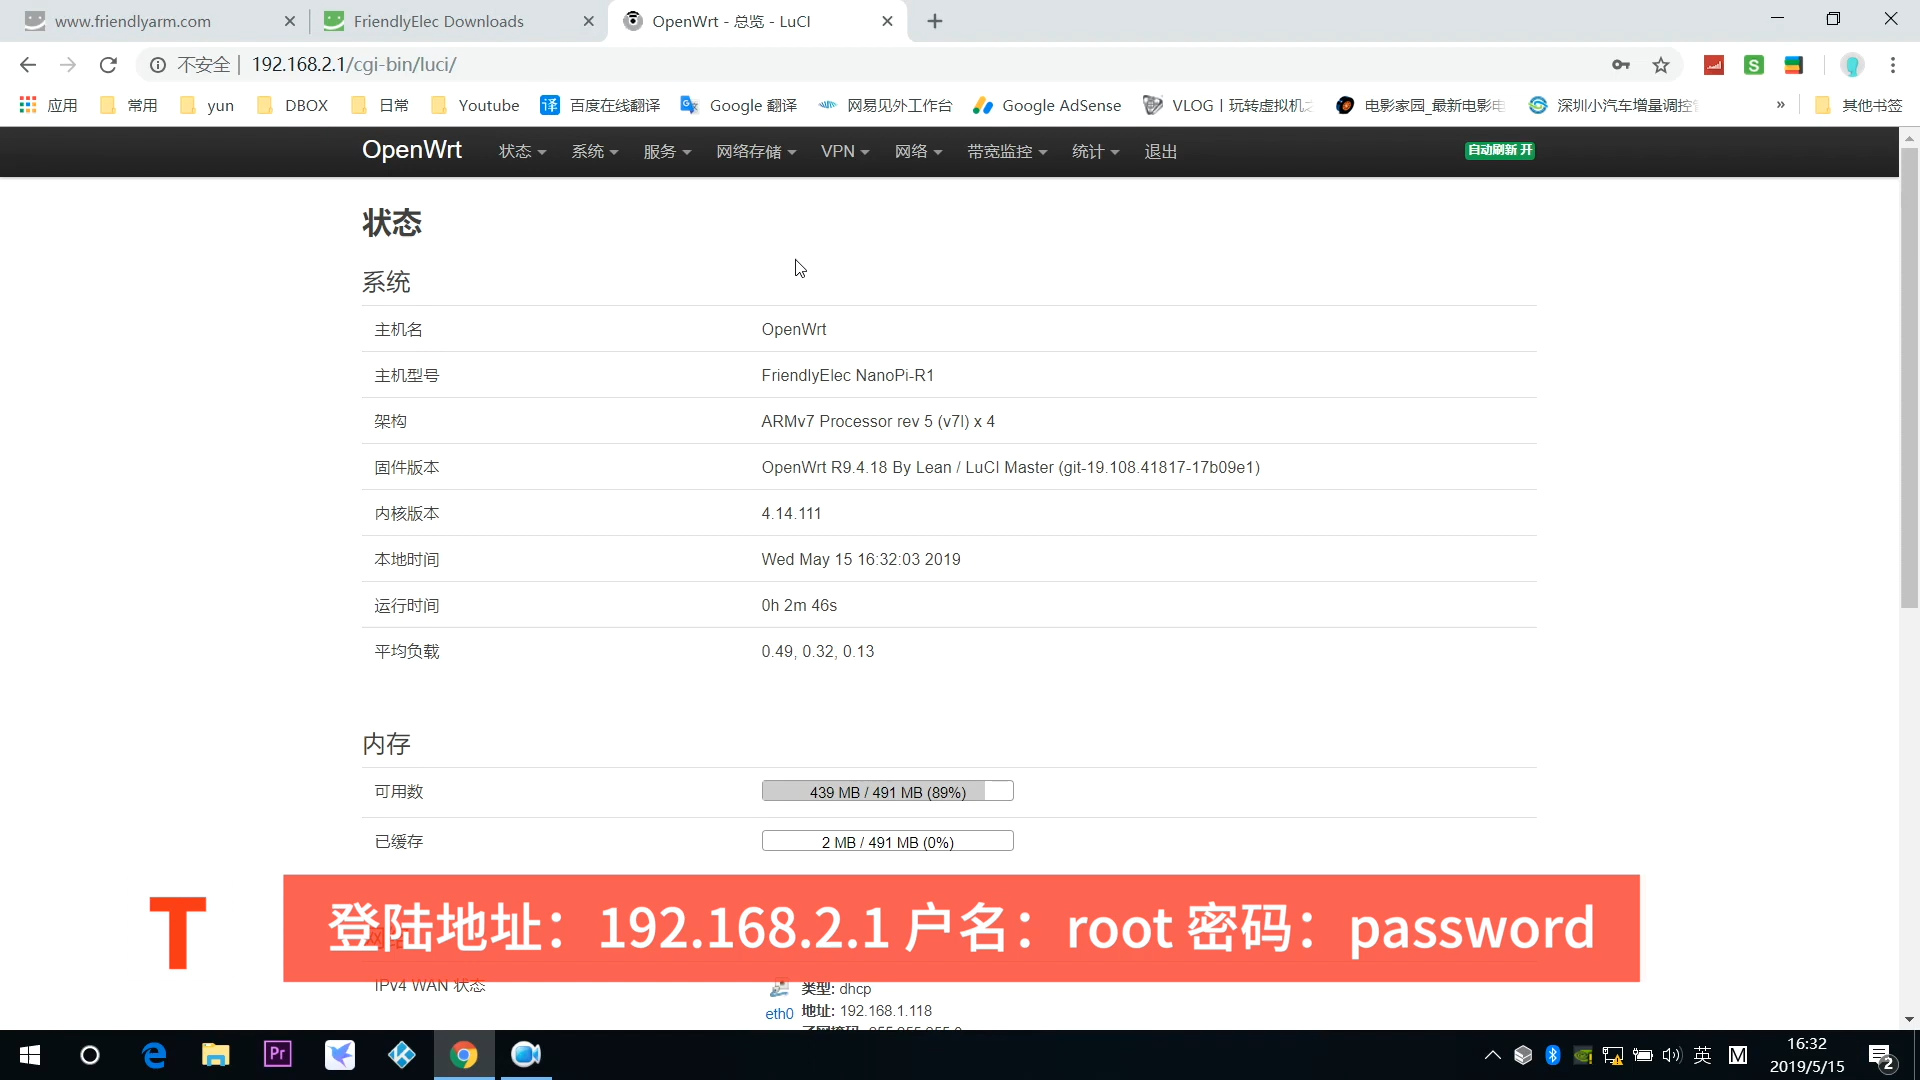 www.friendlyarm.com
FriendlyElec Downloads
OpenWrt - 总览 - LuCI
不安全 | 192.168.2.1/cgi-bin/luci/
应用 常用 yun DBOX 日常 Youtube 百度在线翻译 Google 翻译 网易见外工作台 Google AdSense VLOG丨玩转虚拟机 电影家园_最新电影电 深圳小汽车增量调控 » 其他书签
OpenWrt 状态 系统 服务 网络存储 VPN 网络 带宽监控 统计 退出 自动刷新 开
状态
系统
主机名 OpenWrt
主机型号 FriendlyElec NanoPi-R1
架构 ARMv7 Processor rev 5 (v7l) x 4
固件版本 OpenWrt R9.4.18 By Lean / LuCI Master (git-19.108.41817-17b09e1)
内核版本 4.14.111
本地时间 Wed May 15 16:32:03 2019
运行时间 0h 2m 46s
平均负载 0.49, 0.32, 0.13
内存
可用数 439 MB / 491 MB (89%)
已缓存 2 MB / 491 MB (0%)
T
登陆地址：192.168.2.1 户名：root 密码：password
IPv4 WAN 状态 类型: dhcp
eth0 地址: 192.168.1.118
英 M 16:32
2019/5/15 2